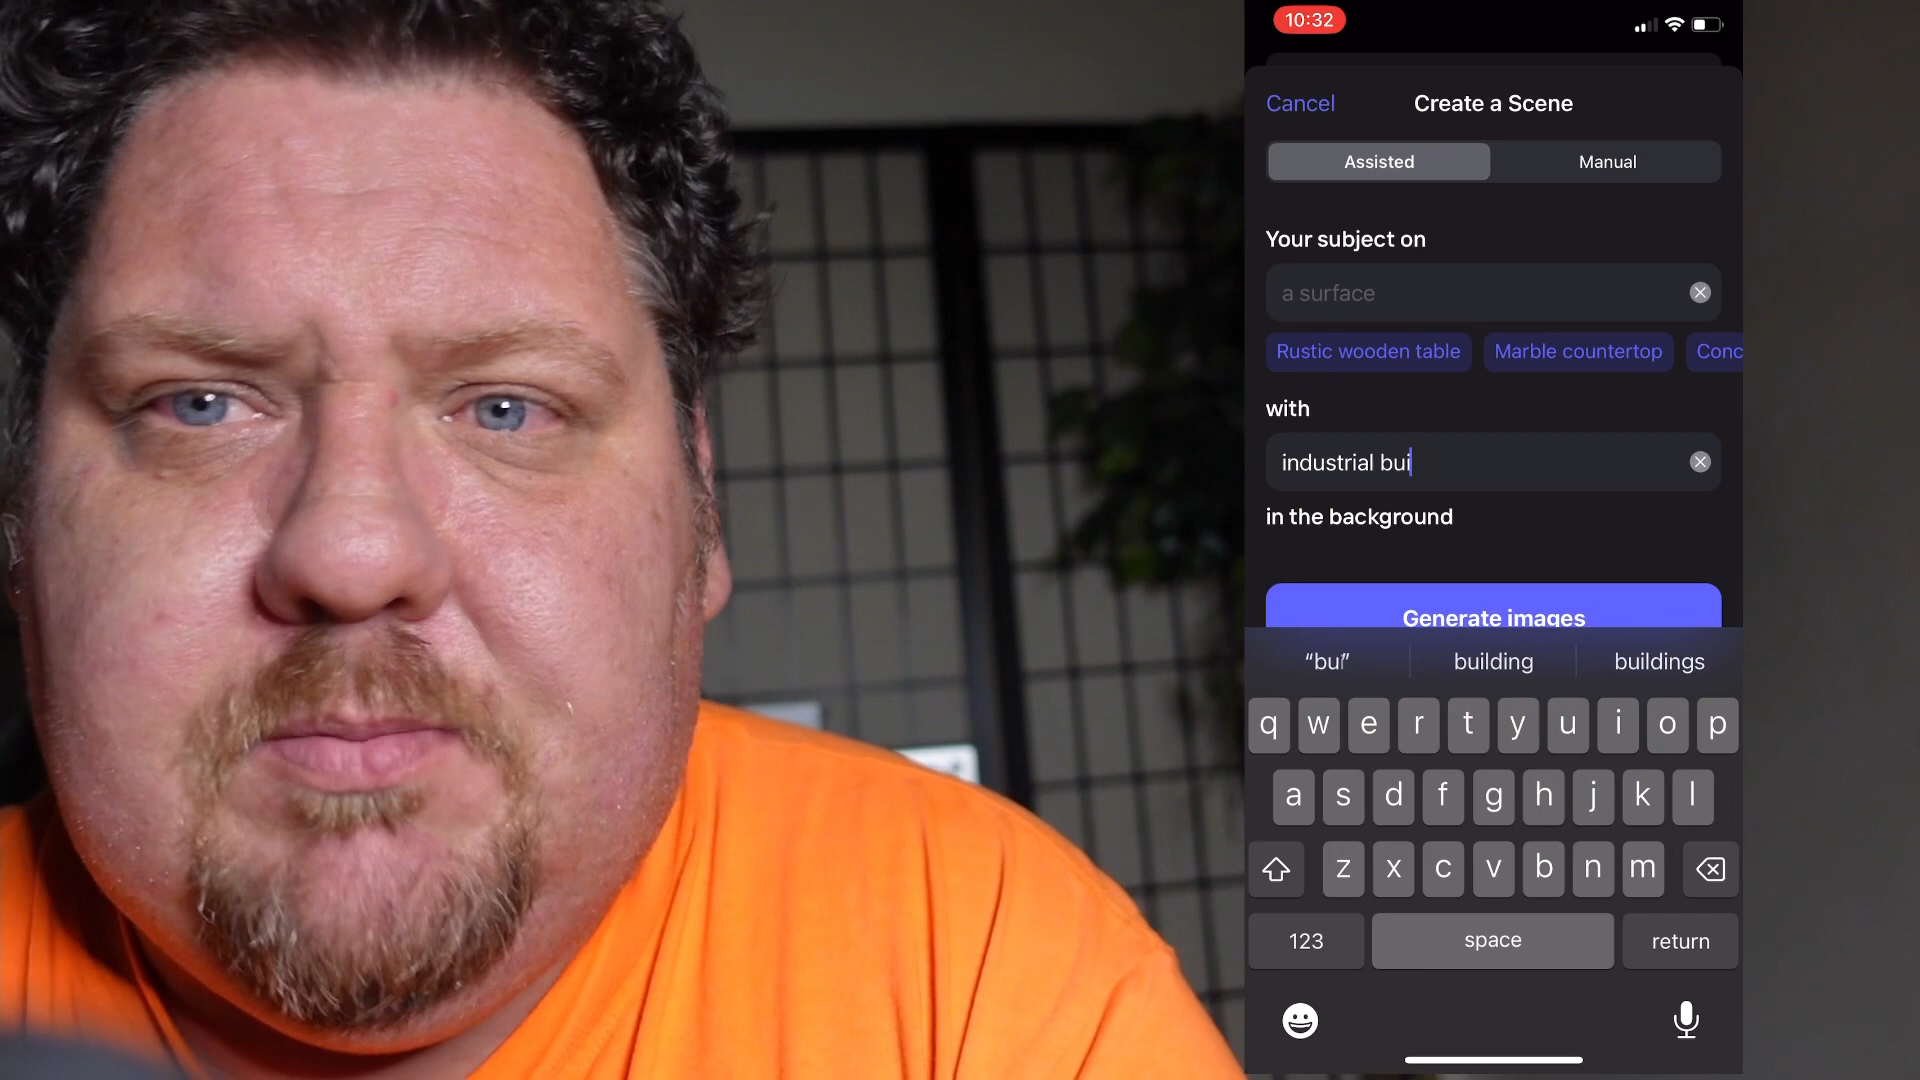 10:32
Cancel Create a Scene
Assisted Manual
Your subject on
a surface
Rustic wooden table Marble countertop Conc
with
industrial bui
in the background
Generate images
“bui” building buildings
q w e r t y u i o p
a s d f g h j k l
z x c v b n m
123 space return